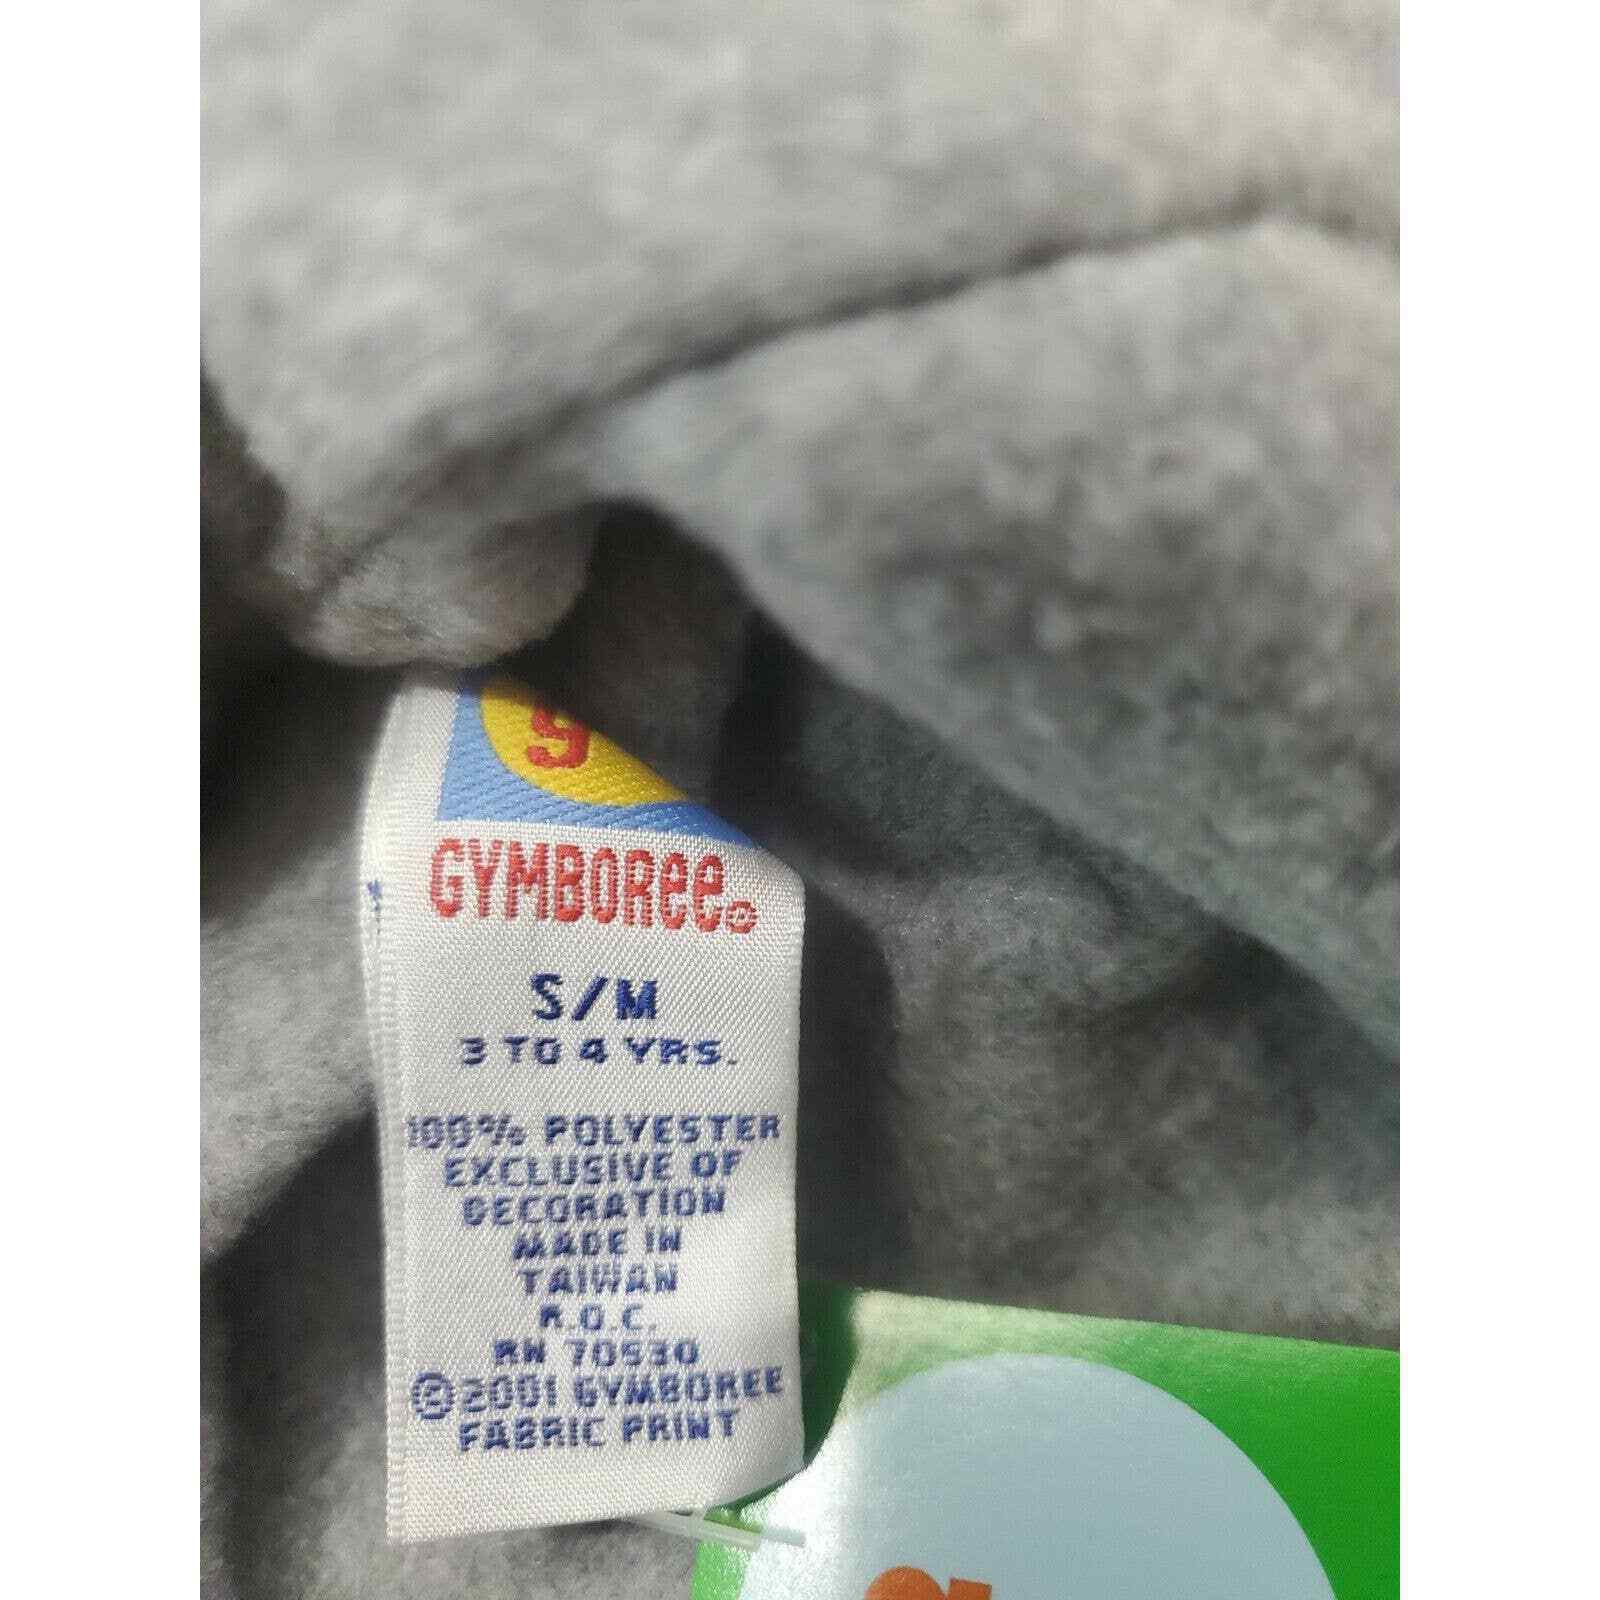 g
GYMBOREE®
S/M
3 TO 4 YRS.
100% POLYESTER
EXCLUSIVE OF
DECORATION
MADE IN
TAIWAN
R.O.C.
RN 70530
©2001 GYMBOREE
FABRIC PRINT